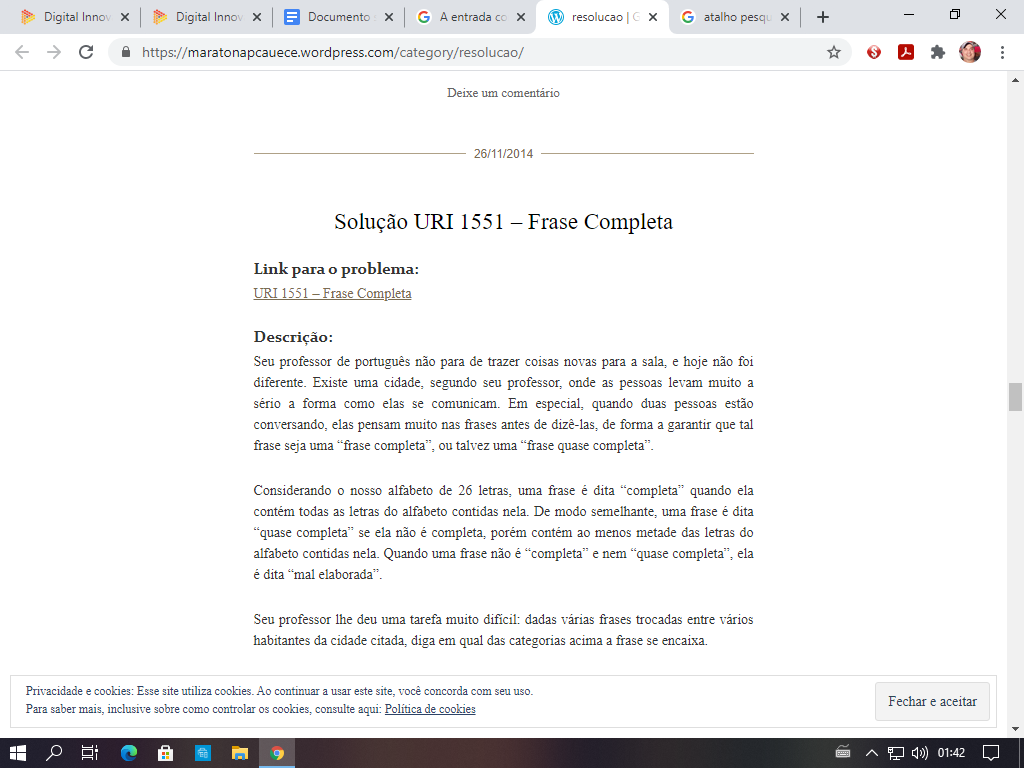 Digital Innov
Digital Innov
Documento
A entrada co
resolucao | G
atalho pesqu
https://maratonapcauece.wordpress.com/category/resolucao/
Deixe um comentário
26/11/2014
Solução URI 1551 – Frase Completa
Link para o problema:
URI 1551 – Frase Completa
Descrição:
Seu professor de português não para de trazer coisas novas para a sala, e hoje não foi
diferente. Existe uma cidade, segundo seu professor, onde as pessoas levam muito a
sério a forma como elas se comunicam. Em especial, quando duas pessoas estão
conversando, elas pensam muito nas frases antes de dizê-las, de forma a garantir que tal
frase seja uma “frase completa”, ou talvez uma “frase quase completa”.
Considerando o nosso alfabeto de 26 letras, uma frase é dita “completa” quando ela
contém todas as letras do alfabeto contidas nela. De modo semelhante, uma frase é dita
“quase completa” se ela não é completa, porém contém ao menos metade das letras do
alfabeto contidas nela. Quando uma frase não é “completa” e nem “quase completa”, ela
é dita “mal elaborada”.
Seu professor lhe deu uma tarefa muito difícil: dadas várias frases trocadas entre vários
habitantes da cidade citada, diga em qual das categorias acima a frase se encaixa.
Privacidade e cookies: Esse site utiliza cookies. Ao continuar a usar este site, você concorda com seu uso.
Para saber mais, inclusive sobre como controlar os cookies, consulte aqui: Política de cookies
Fechar e aceitar
01:42